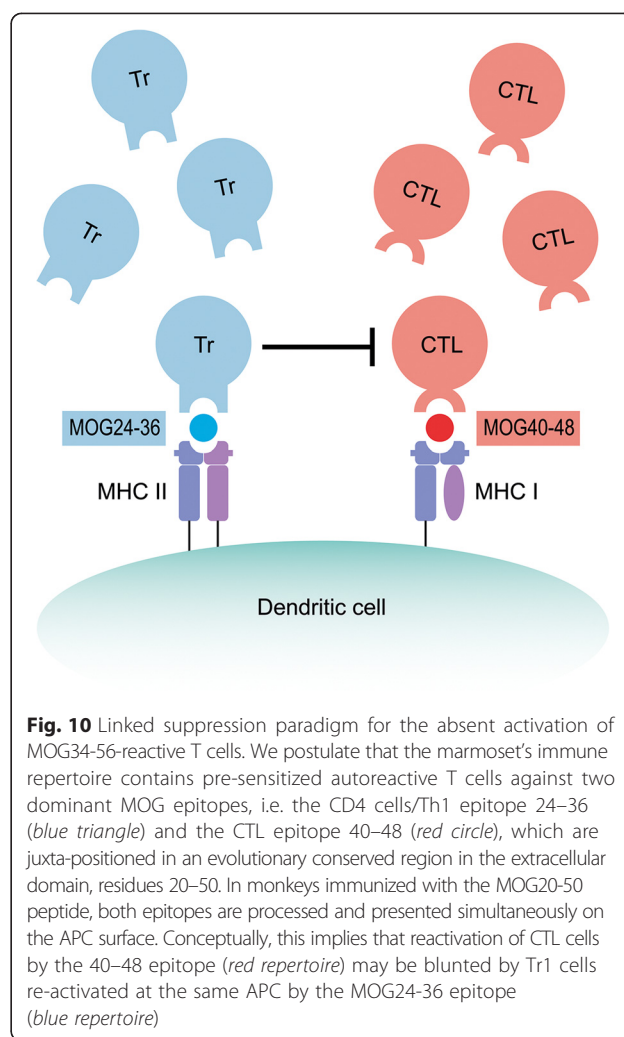 Tr
CTL
Tr
CTL
Tr
CTL
Tr
CTL
MOG24-36
MOG40-48
MHC II
MHC I
Dendritic cell
Fig. 10 Linked suppression paradigm for the absent activation of
MOG34-56-reactive T cells. We postulate that the marmoset's immune
repertoire contains pre-sensitized autoreactive T cells against two
dominant MOG epitopes, i.e. the CD4 cells/Th1 epitope 24–36
(blue triangle) and the CTL epitope 40–48 (red circle), which are
juxta-positioned in an evolutionary conserved region in the extracellular
domain, residues 20–50. In monkeys immunized with the MOG20-50
peptide, both epitopes are processed and presented simultaneously on
the APC surface. Conceptually, this implies that reactivation of CTL cells
by the 40–48 epitope (red repertoire) may be blunted by Tr1 cells
re-activated at the same APC by the MOG24-36 epitope
(blue repertoire)